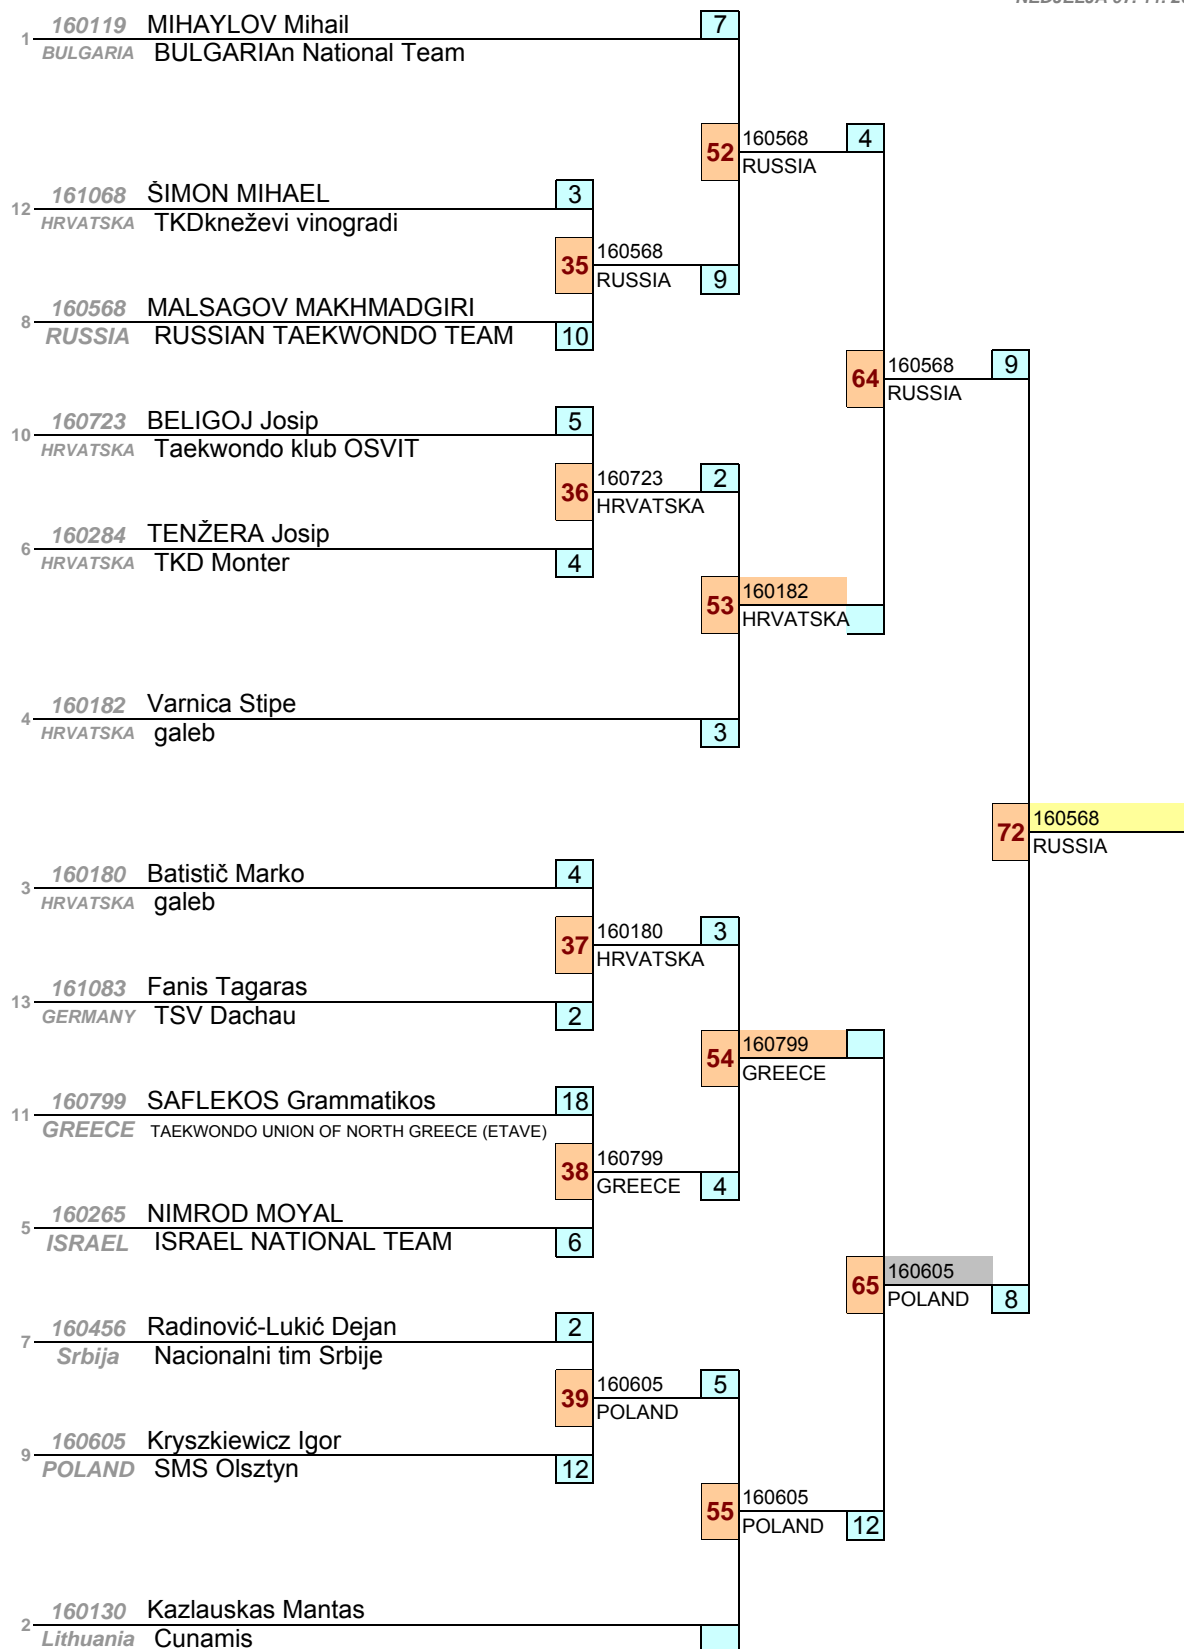 160119 MIHAYLOV Mihail 7
1
BULGARIA BULGARIAn National Team
52 160568 4
RUSSIA
161068 ŠIMON MIHAEL 3
12
HRVATSKA TKDkneževi vinogradi
35 160568
RUSSIA 9
160568 MALSAGOV MAKHMADGIRI
8
RUSSIA RUSSIAN TAEKWONDO TEAM 10
64 160568 9
RUSSIA
160723 BELIGOJ Josip 5
10
HRVATSKA Taekwondo klub OSVIT
36 160723 2
HRVATSKA
160284 TENŽERA Josip
6
HRVATSKA TKD Monter 4
53 160182
HRVATSKA
160182 Varnica Stipe
4
HRVATSKA galeb 3
72 160568
RUSSIA
160180 Batistič Marko 4
3
HRVATSKA galeb
37 160180 3
HRVATSKA
161083 Fanis Tagaras
13
GERMANY TSV Dachau 2
54 160799
GREECE
160799 SAFLEKOS Grammatikos 18
11
GREECE TAEKWONDO UNION OF NORTH GREECE (ETAVE)
38 160799
GREECE 4
160265 NIMROD MOYAL
5
ISRAEL ISRAEL NATIONAL TEAM 6
65 160605
POLAND 8
160456 Radinović-Lukić Dejan 2
7
Srbija Nacionalni tim Srbije
39 160605 5
POLAND
160605 Kryszkiewicz Igor
9
POLAND SMS Olsztyn 12
55 160605
POLAND 12
160130 Kazlauskas Mantas
2
Lithuania Cunamis